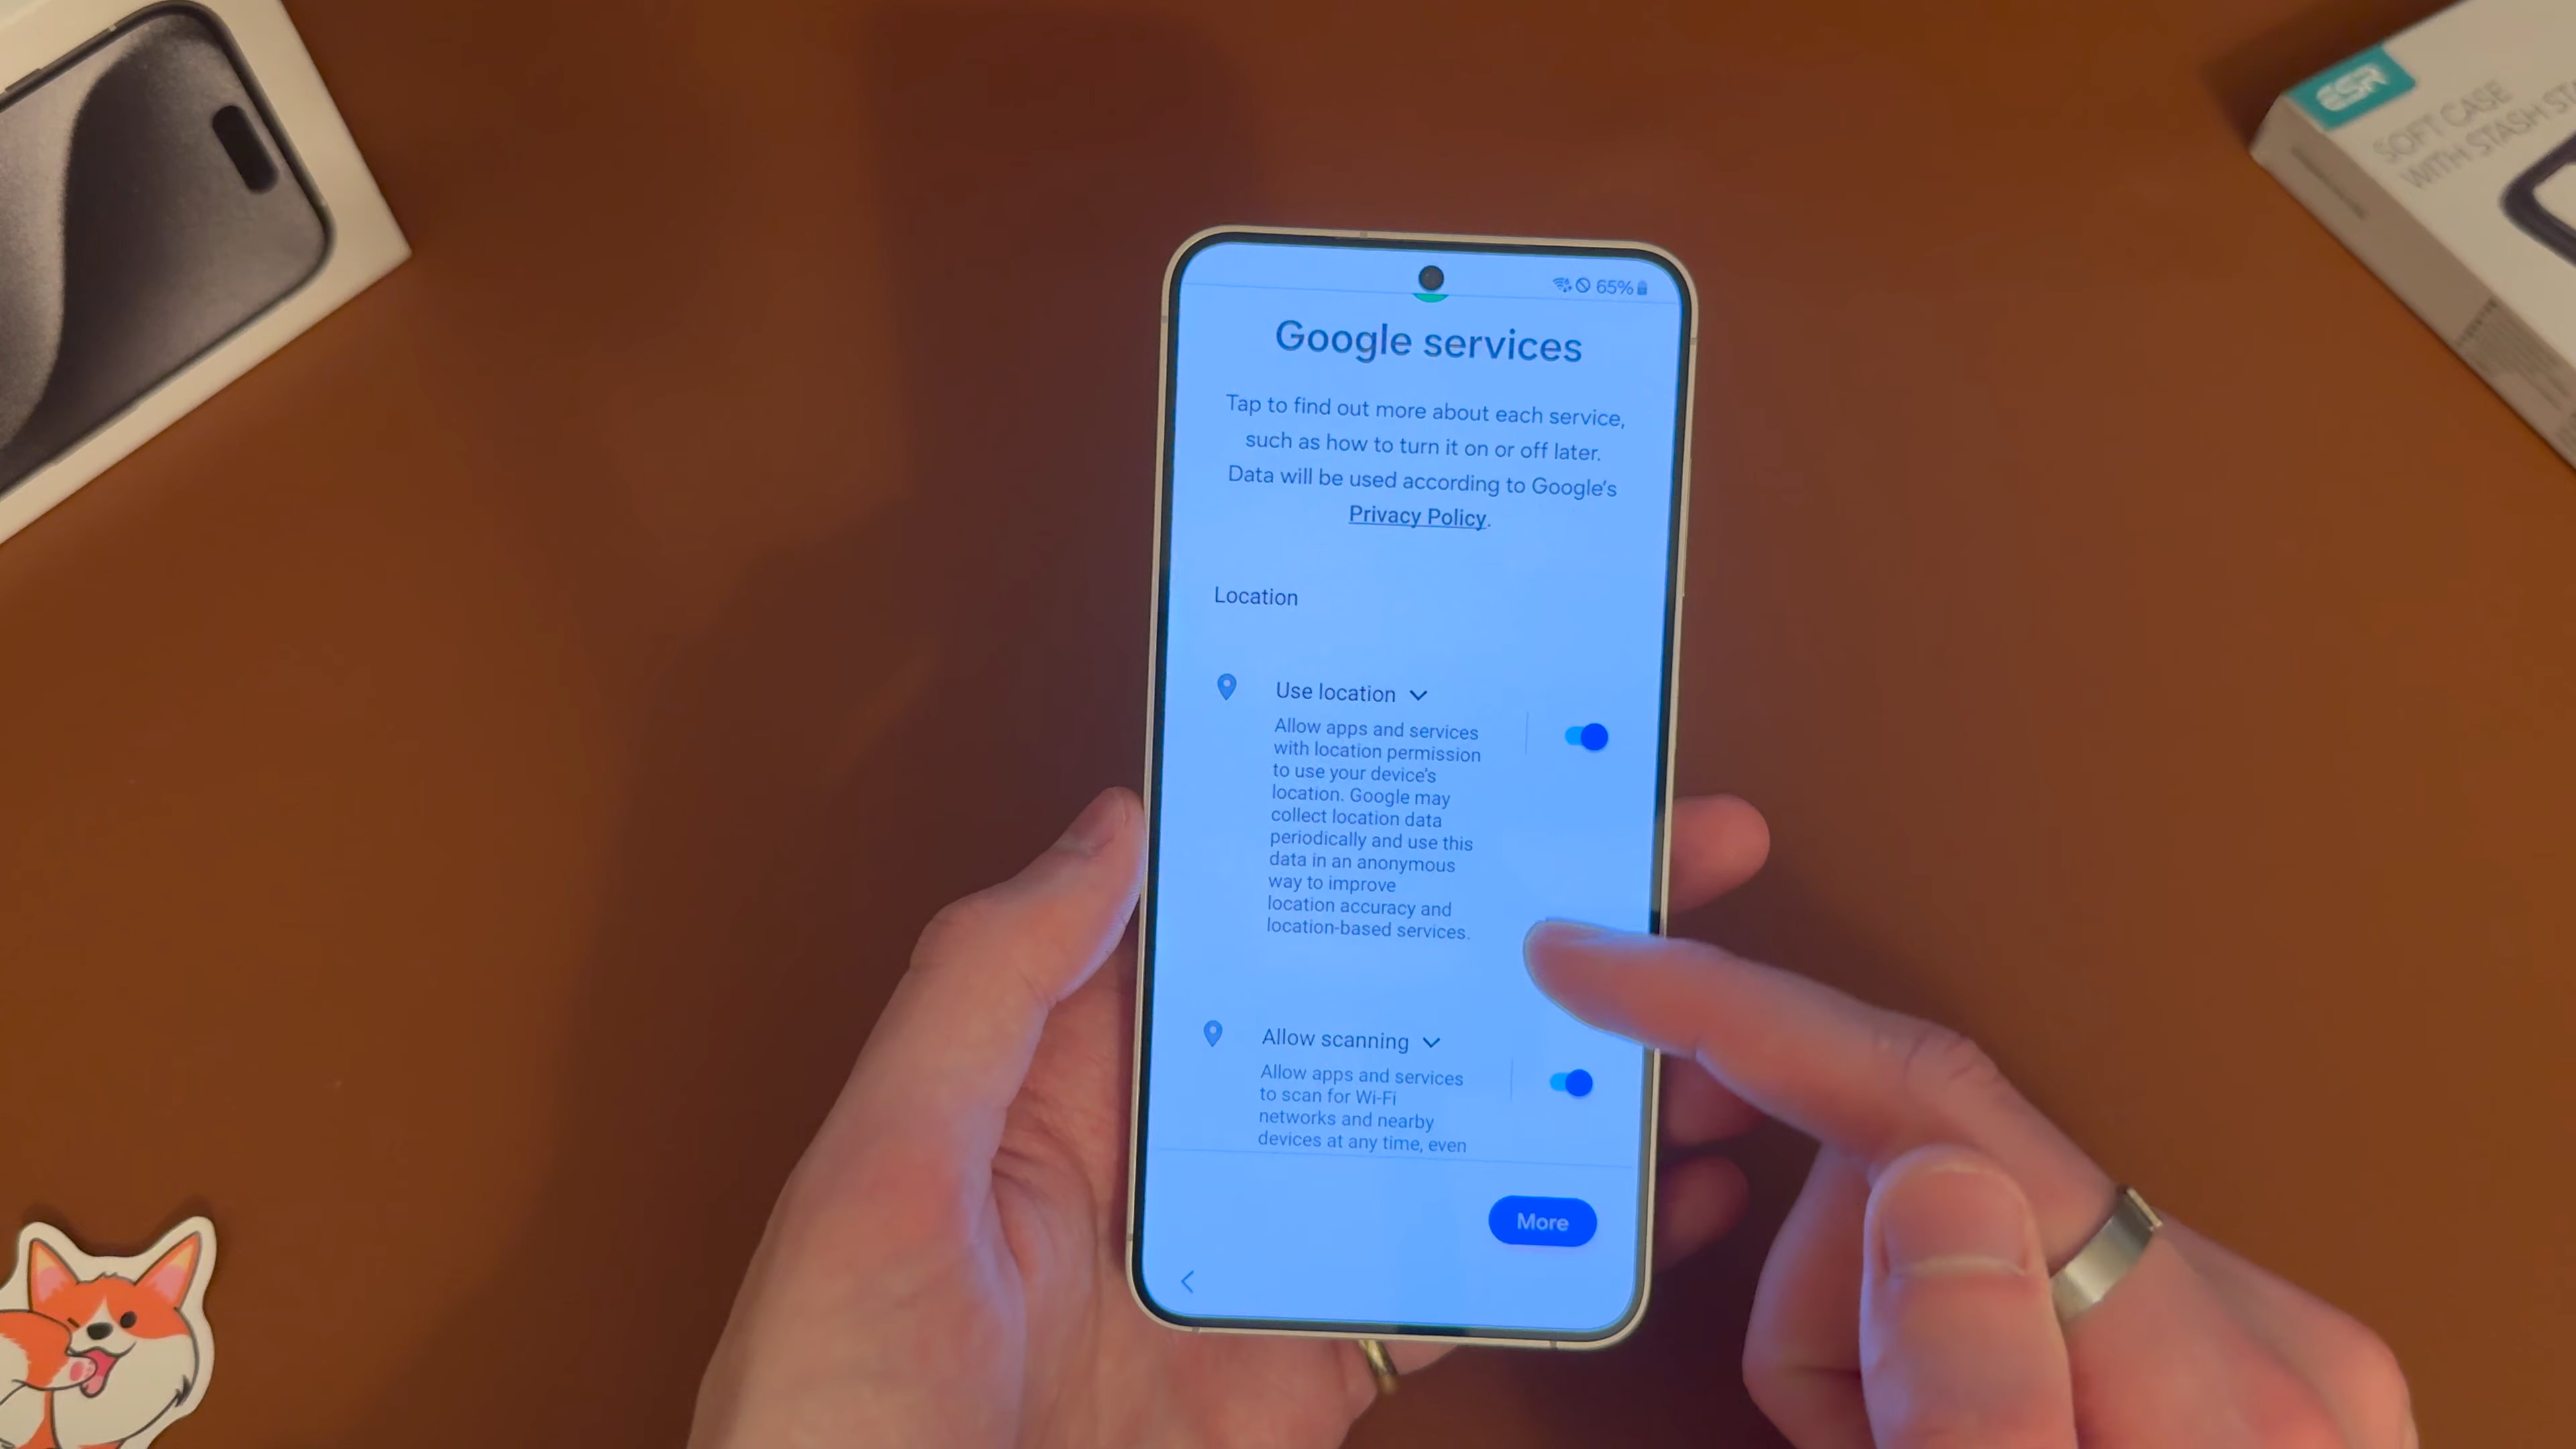 65%
Google services
Tap to find out more about each service,
such as how to turn it on or off later.
Data will be used according to Google's
Privacy Policy.
Location
Use location
Allow apps and services
with location permission
to use your device's
location. Google may
collect location data
periodically and use this
data in an anonymous
way to improve
location accuracy and
location-based services.
Allow scanning
Allow apps and services
to scan for Wi-Fi
networks and nearby
devices at any time, even
More
ESR
SOFT CASE
WITH STASH